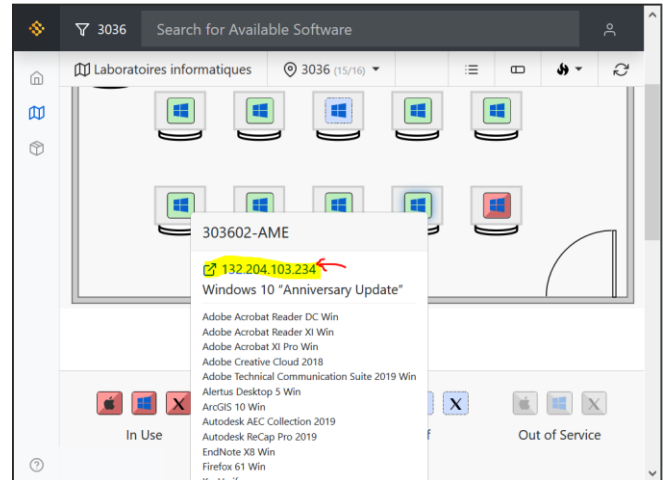 3036 Search for Available Software
Laboratoires informatiques 3036 (15/16)
303602-AME
132.204.103.234
Windows 10 “Anniversary Update”
Adobe Acrobat Reader DC Win
Adobe Acrobat Reader XI Win
Adobe Acrobat XI Pro Win
Adobe Creative Cloud 2018
Adobe Technical Communication Suite 2019 Win
Alertus Desktop 5 Win
ArcGIS 10 Win
Autodesk AEC Collection 2019
Autodesk ReCap Pro 2019
EndNote X8 Win
Firefox 61 Win
In Use
Out of Service